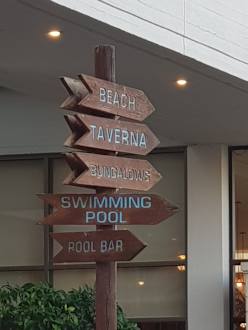 BEACH
TAVERNA
BUNGALOWS
SWIMMING
POOL
POOL BAR